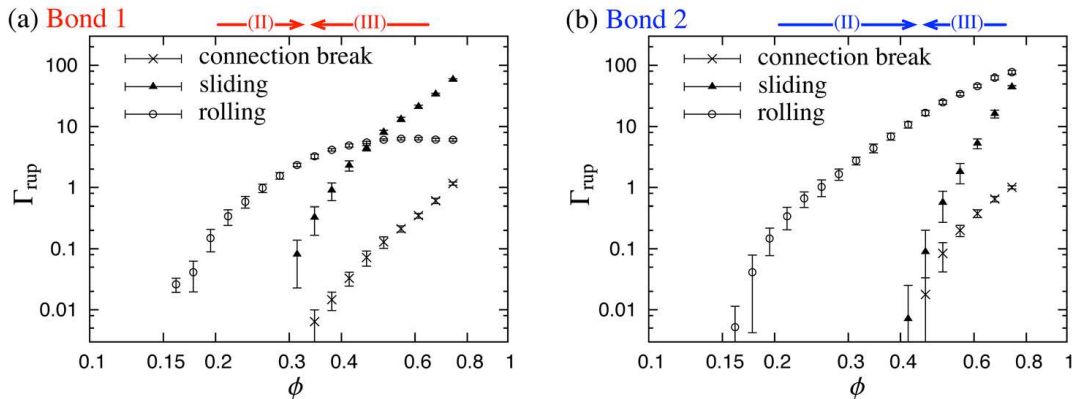 (a) Bond 1
(II) (III)
connection break
sliding
rolling
100
10
1
0.1
0.01
Γrup
0.1 0.15 0.2 0.3 0.4 0.6 0.8 1
ϕ
(b) Bond 2
(II) (III)
connection break
sliding
rolling
100
10
1
0.1
0.01
Γrup
0.1 0.15 0.2 0.3 0.4 0.6 0.8 1
ϕ